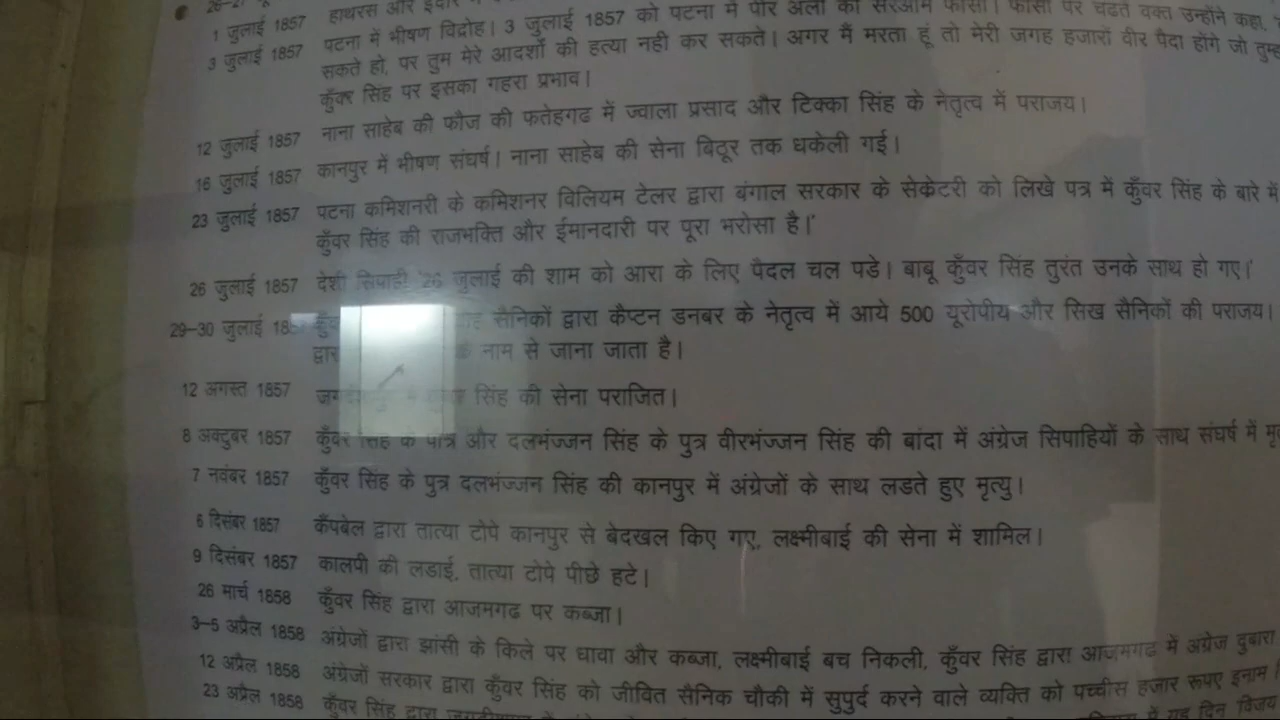 1 जुलाई 1857 हाथरस और इंदौर में
3 जुलाई 1857 पटना में भीषण विद्रोह। 3 जुलाई 1857 को पटना में पीर अली को सरेआम फांसी। फांसी पर चढते वक्त उन्होंने कहा,
सकते हो, पर तुम मेरे आदर्शों की हत्या नही कर सकते। अगर मैं मरता हूं तो मेरी जगह हजारों वीर पैदा होंगे जो
कुँवर सिंह पर इसका गहरा प्रभाव।
12 जुलाई 1857 नाना साहेब की फौज की फतेहगढ में ज्वाला प्रसाद और टिक्का सिंह के नेतृत्व में पराजय।
16 जुलाई 1857 कानपुर में भीषण संघर्ष। नाना साहेब की सेना बिठूर तक धकेली गई।
23 जुलाई 1857 पटना कमिशनरी के कमिशनर विलियम टेलर द्वारा बंगाल सरकार के सेक्रेटरी को लिखे पत्र में कुँवर सिंह के बारे में
कुँवर सिंह की राजभक्ति और ईमानदारी पर पूरा भरोसा है।'
26 जुलाई 1857 देशी सिपाही '26 जुलाई की शाम को आरा के लिए पैदल चल पडे। बाबू कुँवर सिंह तुरंत उनके साथ हो गए।'
29–30 जुलाई सैनिकों द्वारा कैप्टन डनबर के नेतृत्व में आये 500 यूरोपीय और सिख सैनिकों की पराजय।
नाम से जाना जाता है।
12 अगस्त 1857 सिंह की सेना पराजित।
8 अक्टुबर 1857 कुँवर सिंह के पौत्र और दलभंज्जन सिंह के पुत्र वीरभंज्जन सिंह की बांदा में अंग्रेज सिपाहियों के साथ संघर्ष में
7 नवंबर 1857 कुँवर सिंह के पुत्र दलभंज्जन सिंह की कानपुर में अंग्रेजों के साथ लडते हुए मृत्यु।
6 दिसंबर 1857 कैंपबेल द्वारा तात्या टोपे कानपुर से बेदखल किए गए, लक्ष्मीबाई की सेना में शामिल।
9 दिसंबर 1857 कालपी की लडाई, तात्या टोपे पीछे हटे।
26 मार्च 1858 कुँवर सिंह द्वारा आजमगढ पर कब्जा।
3–5 अप्रैल 1858 अंग्रेजों द्वारा झांसी के किले पर धावा और कब्जा, लक्ष्मीबाई बच निकली, कुँवर सिंह द्वारा आजमगढ में अंग्रेज दुबारा
12 अप्रैल 1858 अंग्रेजों सरकार द्वारा कुँवर सिंह को जीवित सैनिक चौकी में सुपुर्द करने वाले व्यक्ति को पच्चीस हजार रूपए इनाम
23 अप्रैल 1858 कुँवर सिंह द्वारा